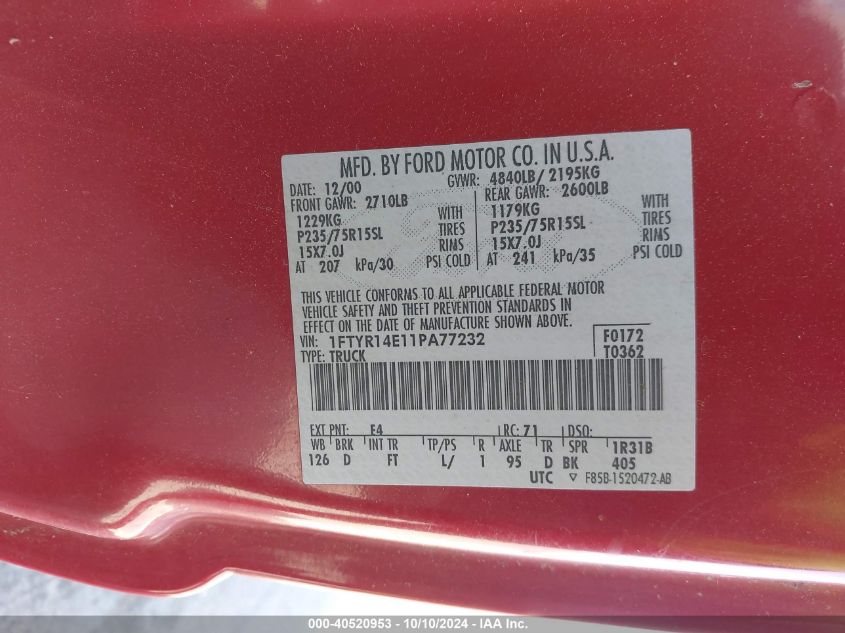 MFD. BY FORD MOTOR CO. IN U.S.A.
DATE: 12/00 GVWR: 4840LB/ 2195KG
FRONT GAWR: 2710LB REAR GAWR: 2600LB
1229KG WITH 1179KG WITH
P235/75R15SL TIRES P235/75R15SL TIRES
15X7.0J RIMS 15X7.0J RIMS
AT 207 kPa/30 PSI COLD AT 241 kPa/35 PSI COLD
THIS VEHICLE CONFORMS TO ALL APPLICABLE FEDERAL MOTOR
VEHICLE SAFETY AND THEFT PREVENTION STANDARDS IN
EFFECT ON THE DATE OF MANUFACTURE SHOWN ABOVE.
VIN: 1FTYR14E11PA77232 F0172
TYPE: TRUCK T0362
EXT PNT: E4 RC: 71 DSO:
WB BRK INT TR TP/PS R AXLE TR SPR 1R31B
126 D FT L/ 1 95 D BK 405
UTC ▽ F85B-1520472-AB
000-40520953 - 10/10/2024 - IAA Inc.